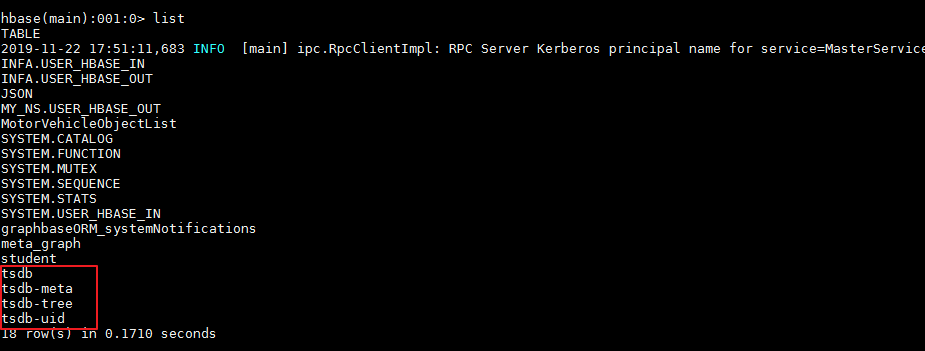 hbase(main):001:0> list
TABLE
2019-11-22 17:51:11,683 INFO  [main] ipc.RpcClientImpl: RPC Server Kerberos principal name for service=MasterService
INFA.USER_HBASE_IN
INFA.USER_HBASE_OUT
JSON
MY_NS.USER_HBASE_OUT
MotorVehicleObjectList
SYSTEM.CATALOG
SYSTEM.FUNCTION
SYSTEM.MUTEX
SYSTEM.SEQUENCE
SYSTEM.STATS
SYSTEM.USER_HBASE_IN
graphbaseORM_systemNotifications
meta_graph
student
tsdb
tsdb-meta
tsdb-tree
tsdb-uid
18 row(s) in 0.1710 seconds